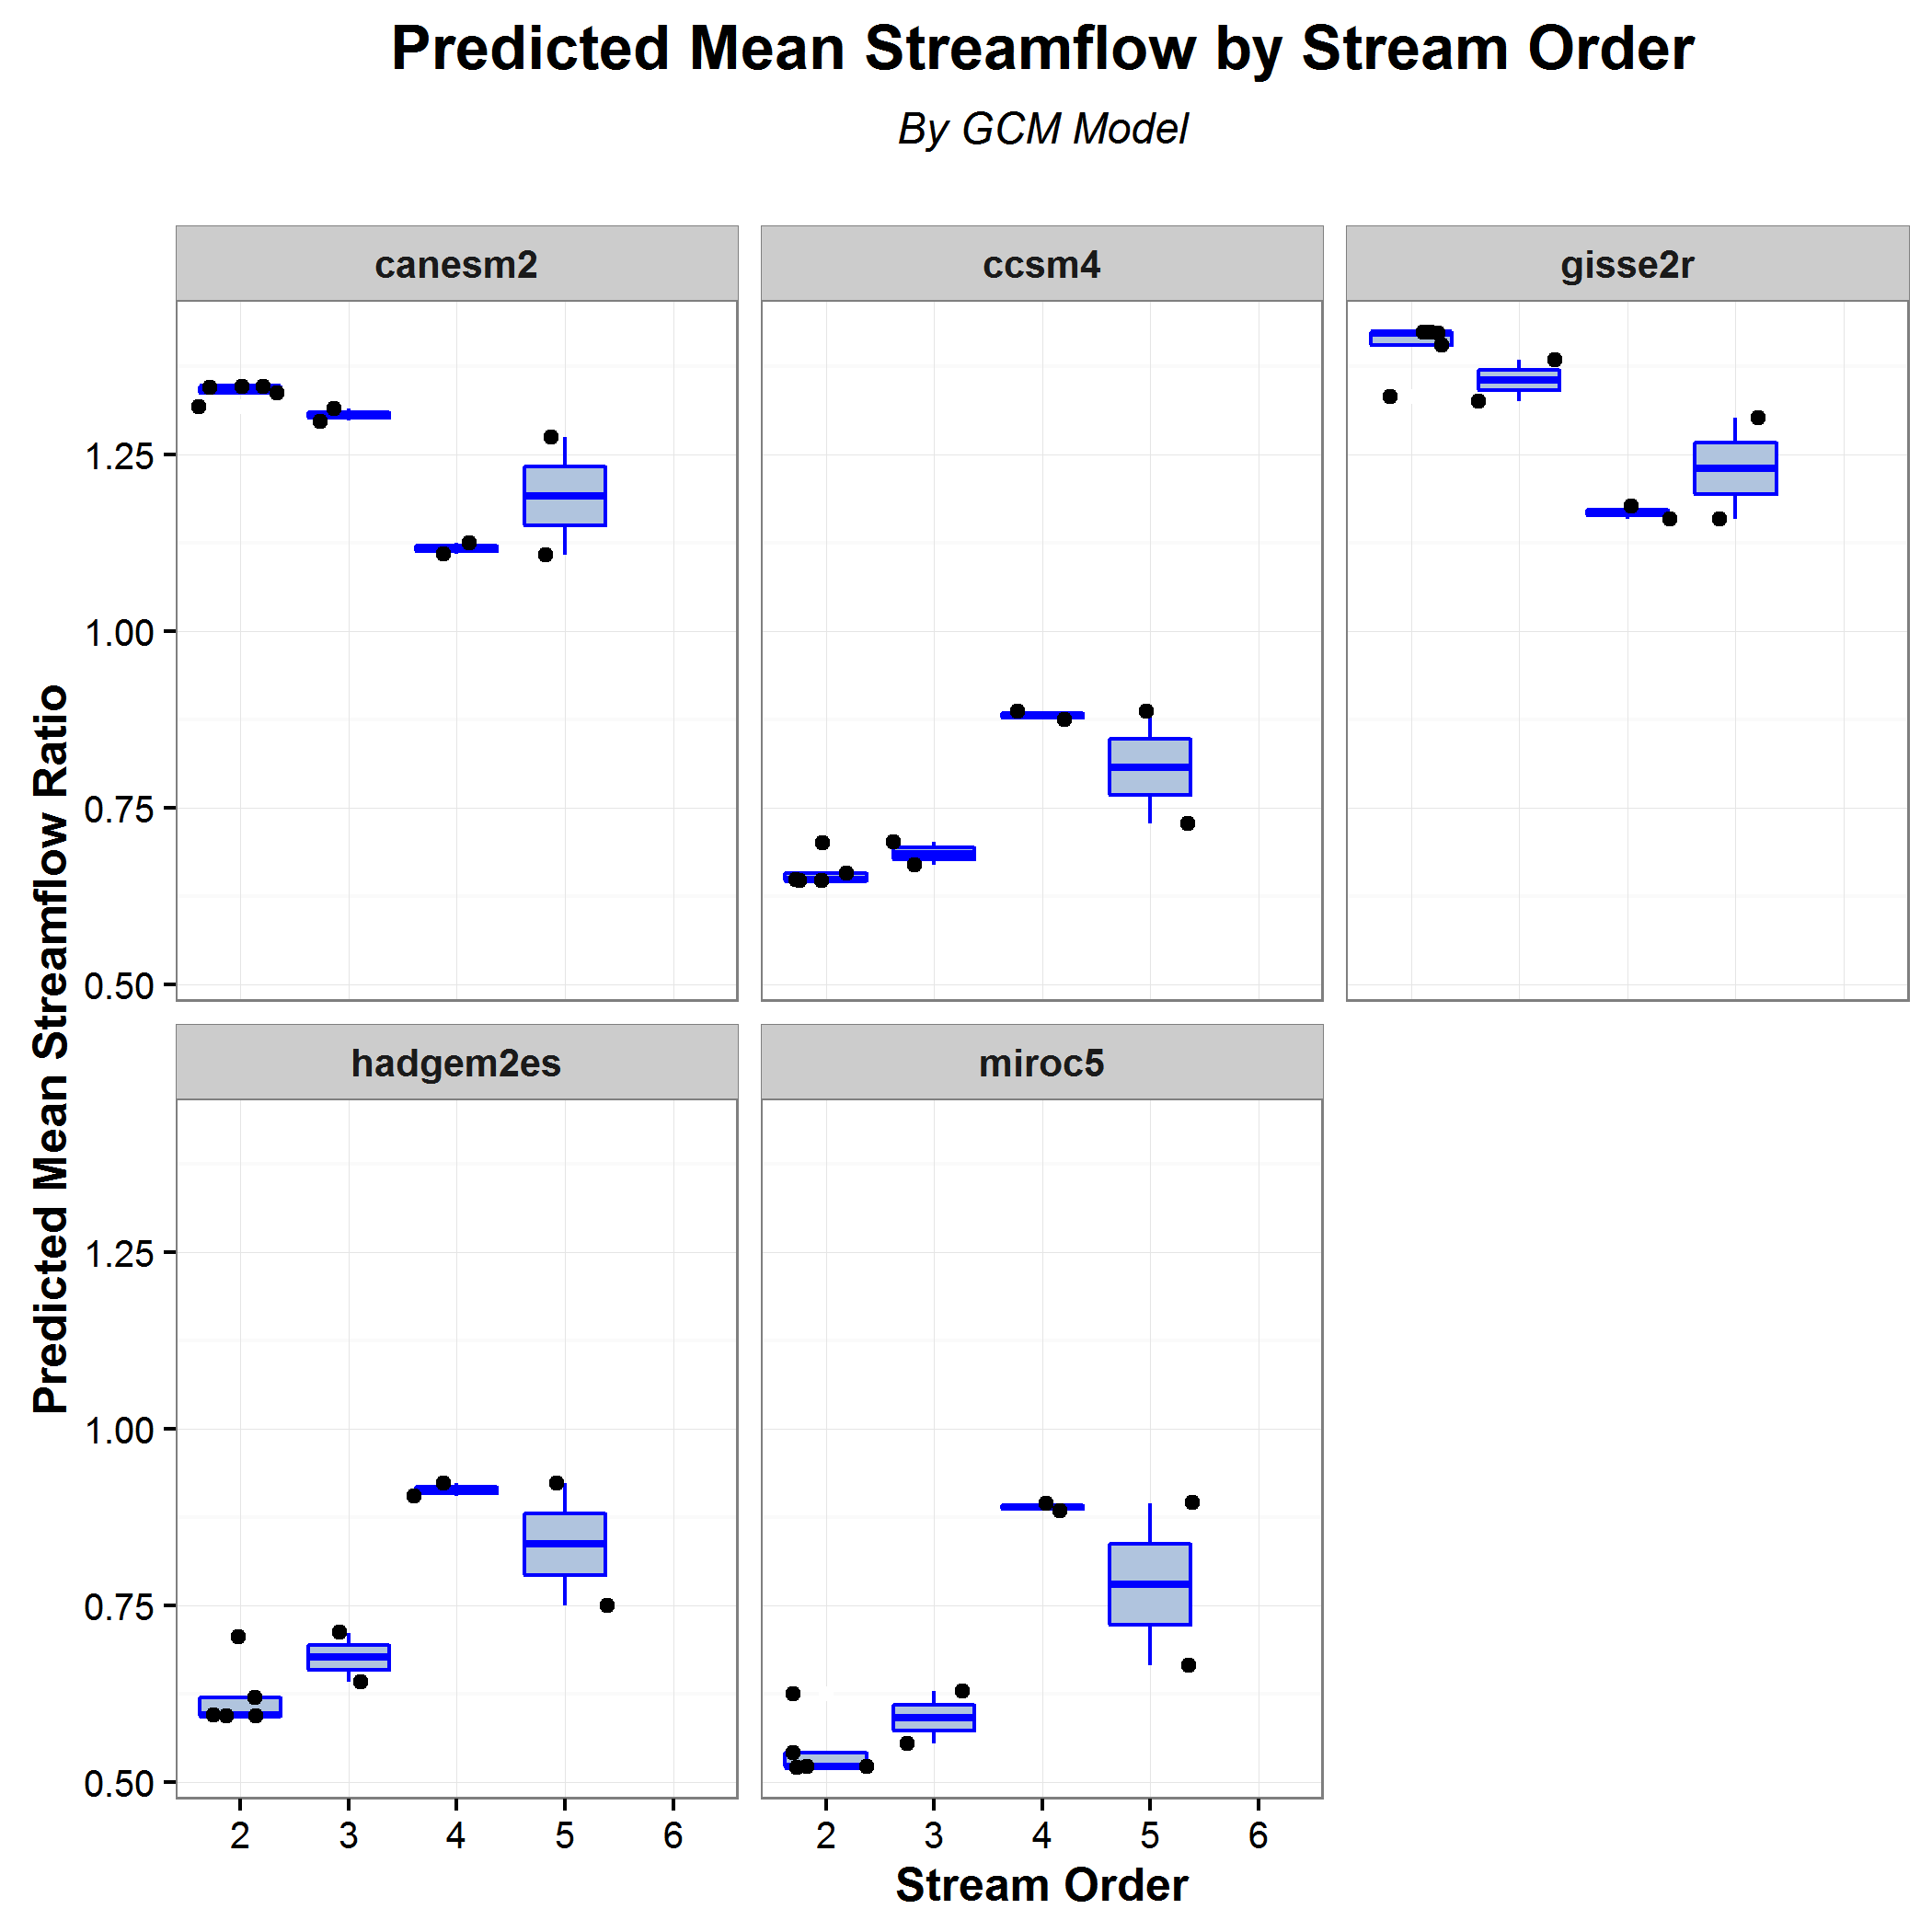 Predicted Mean Streamflow by Stream Order
By GCM Model
canesm2
ccsm4
gisse2r
Predicted Mean Streamflow Ratio
1.25
1.00
0.75
0.50
hadgem2es
miroc5
1.25
1.00
0.75
0.50
2 3 4 5 6
2 3 4 5 6
Stream Order